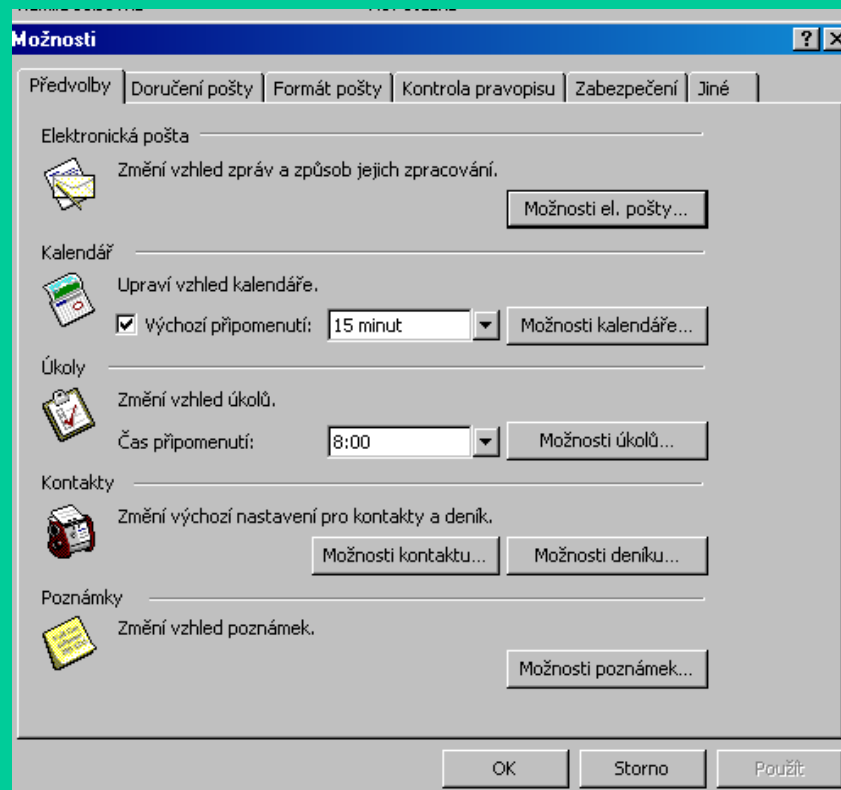 Možnosti
Předvolby Doručení pošty Formát pošty Kontrola pravopisu Zabezpečení Jiné
Elektronická pošta
Změní vzhled zpráv a způsob jejich zpracování.
Možnosti el. pošty...
Kalendář
Upraví vzhled kalendáře.
Výchozí připomenutí: 15 minut Možnosti kalendáře...
Úkoly
Změní vzhled úkolů.
Čas připomenutí: 8:00 Možnosti úkolů...
Kontakty
Změní výchozí nastavení pro kontakty a deník.
Možnosti kontaktu... Možnosti deníku...
Poznámky
Změní vzhled poznámek.
Možnosti poznámek...
OK Storno Použít